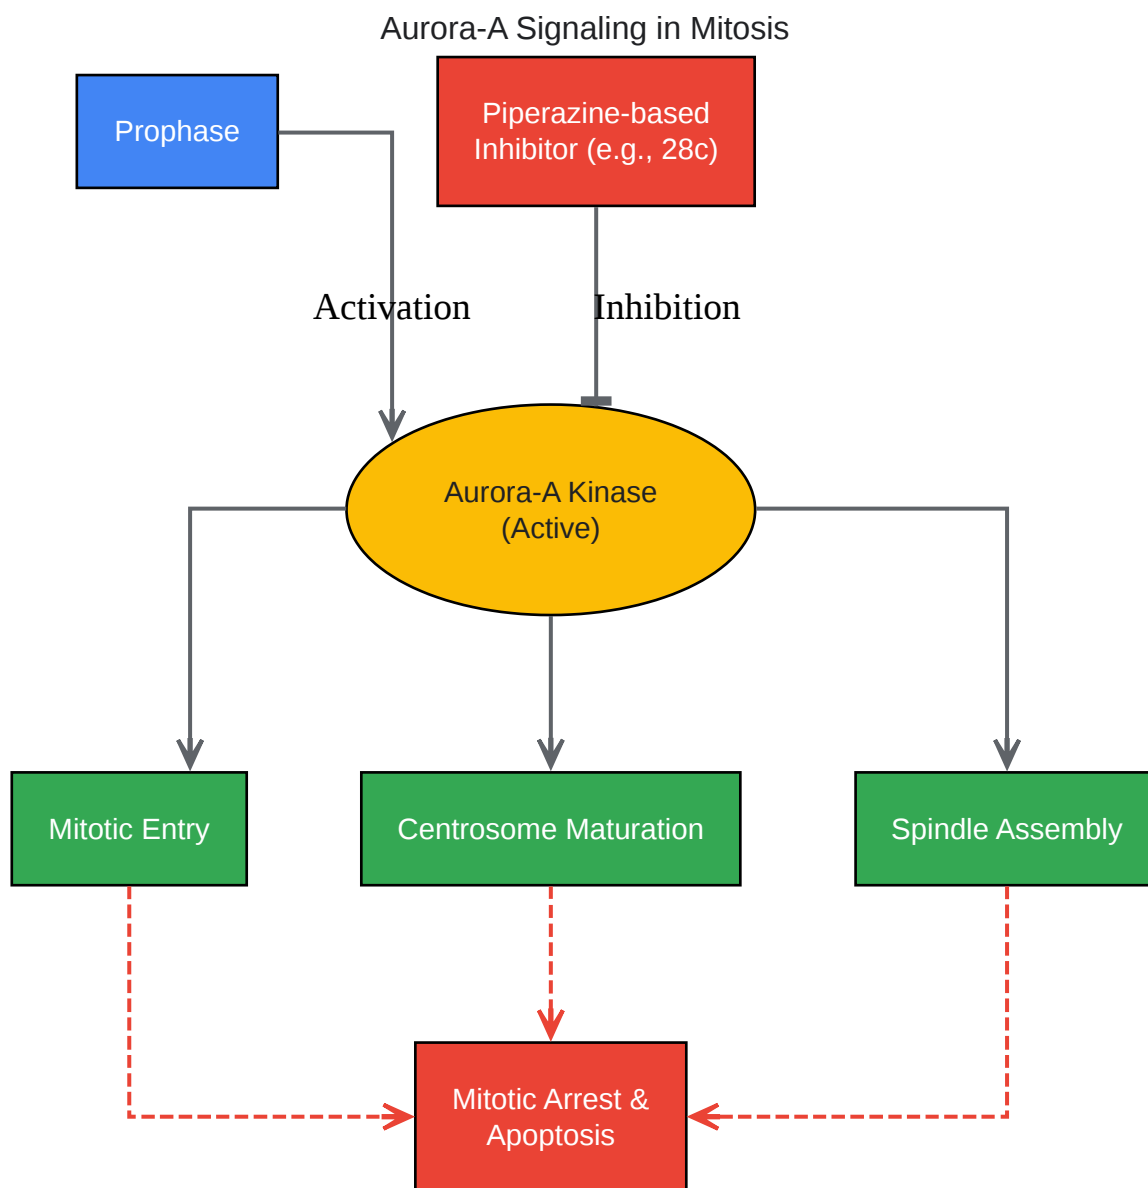 Aurora-A Signaling in Mitosis
Prophase
Piperazine-based
Inhibitor (e.g., 28c)
Activation
Inhibition
Aurora-A Kinase
(Active)
Mitotic Entry
Centrosome Maturation
Spindle Assembly
Mitotic Arrest &
Apoptosis